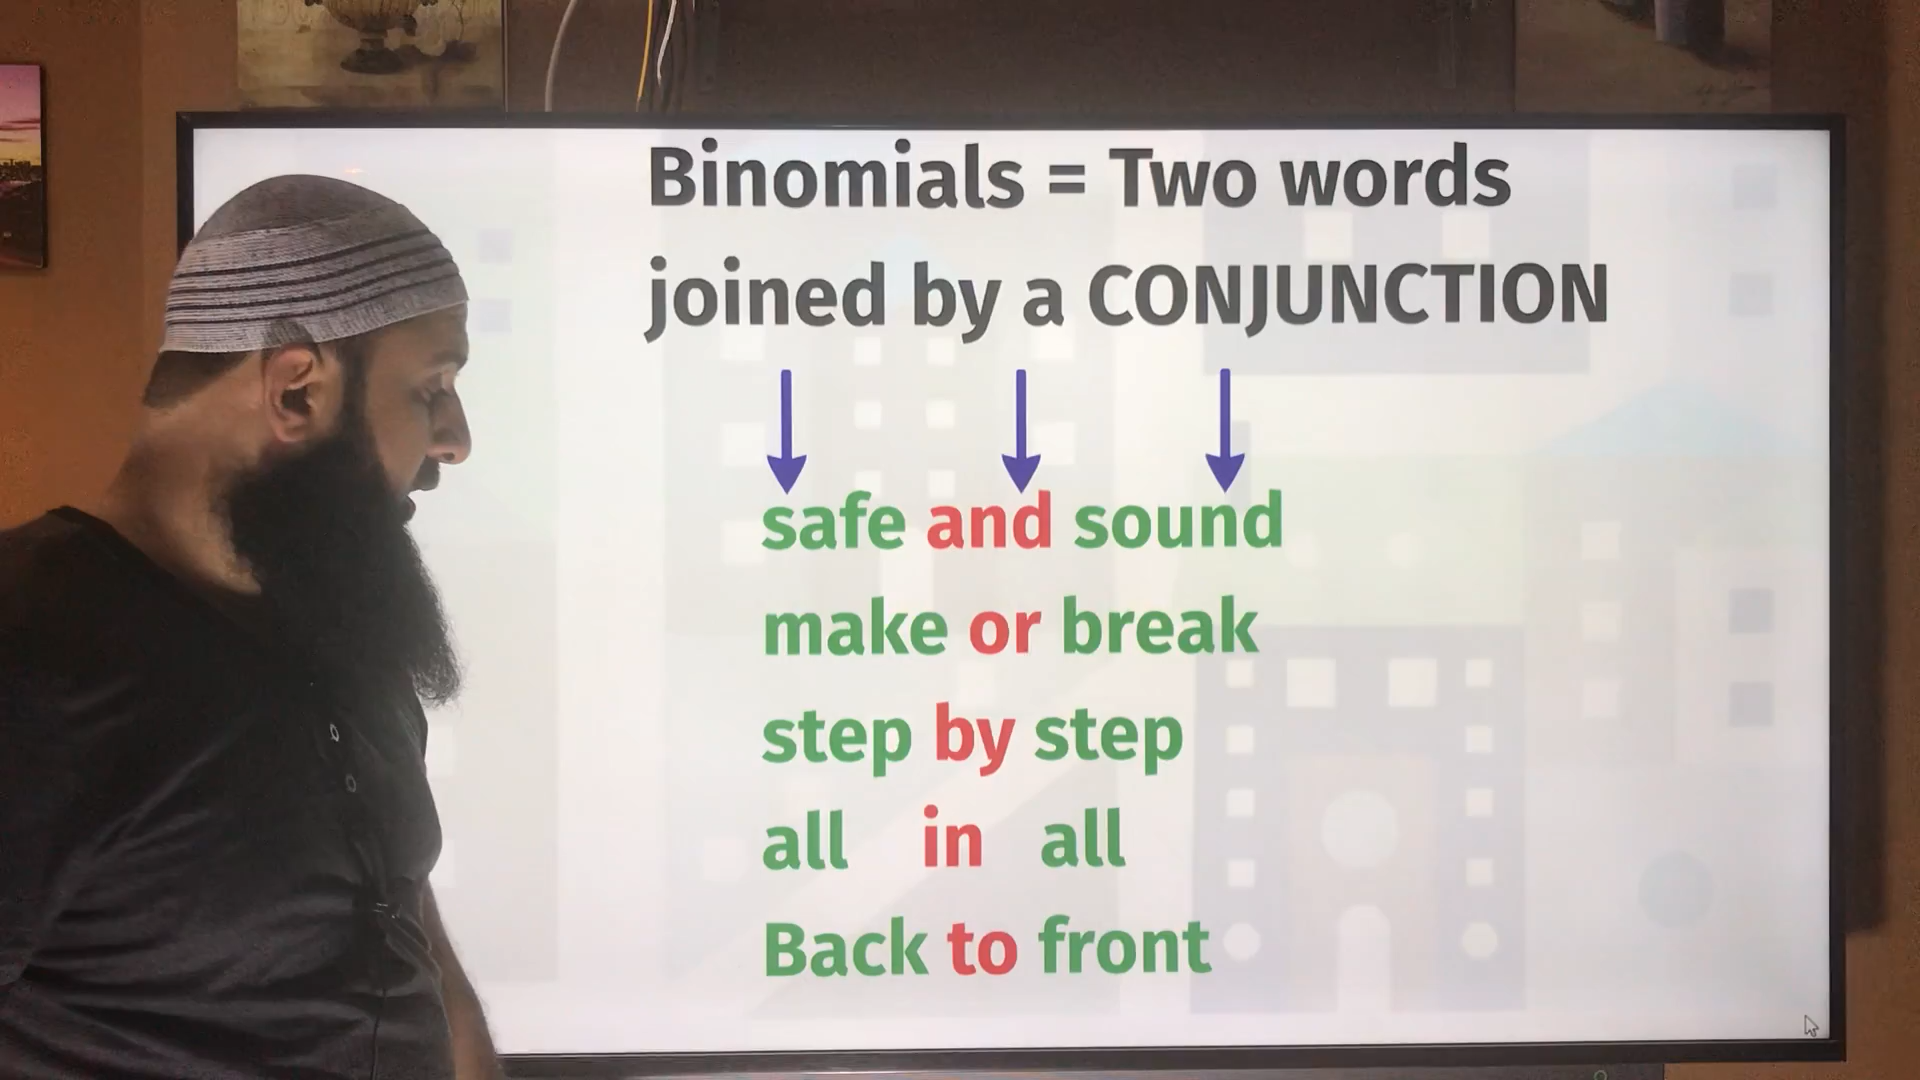 Binomials = Two words
joined by a CONJUNCTION
safe and sound
make or break
step by step
all in all
Back to front